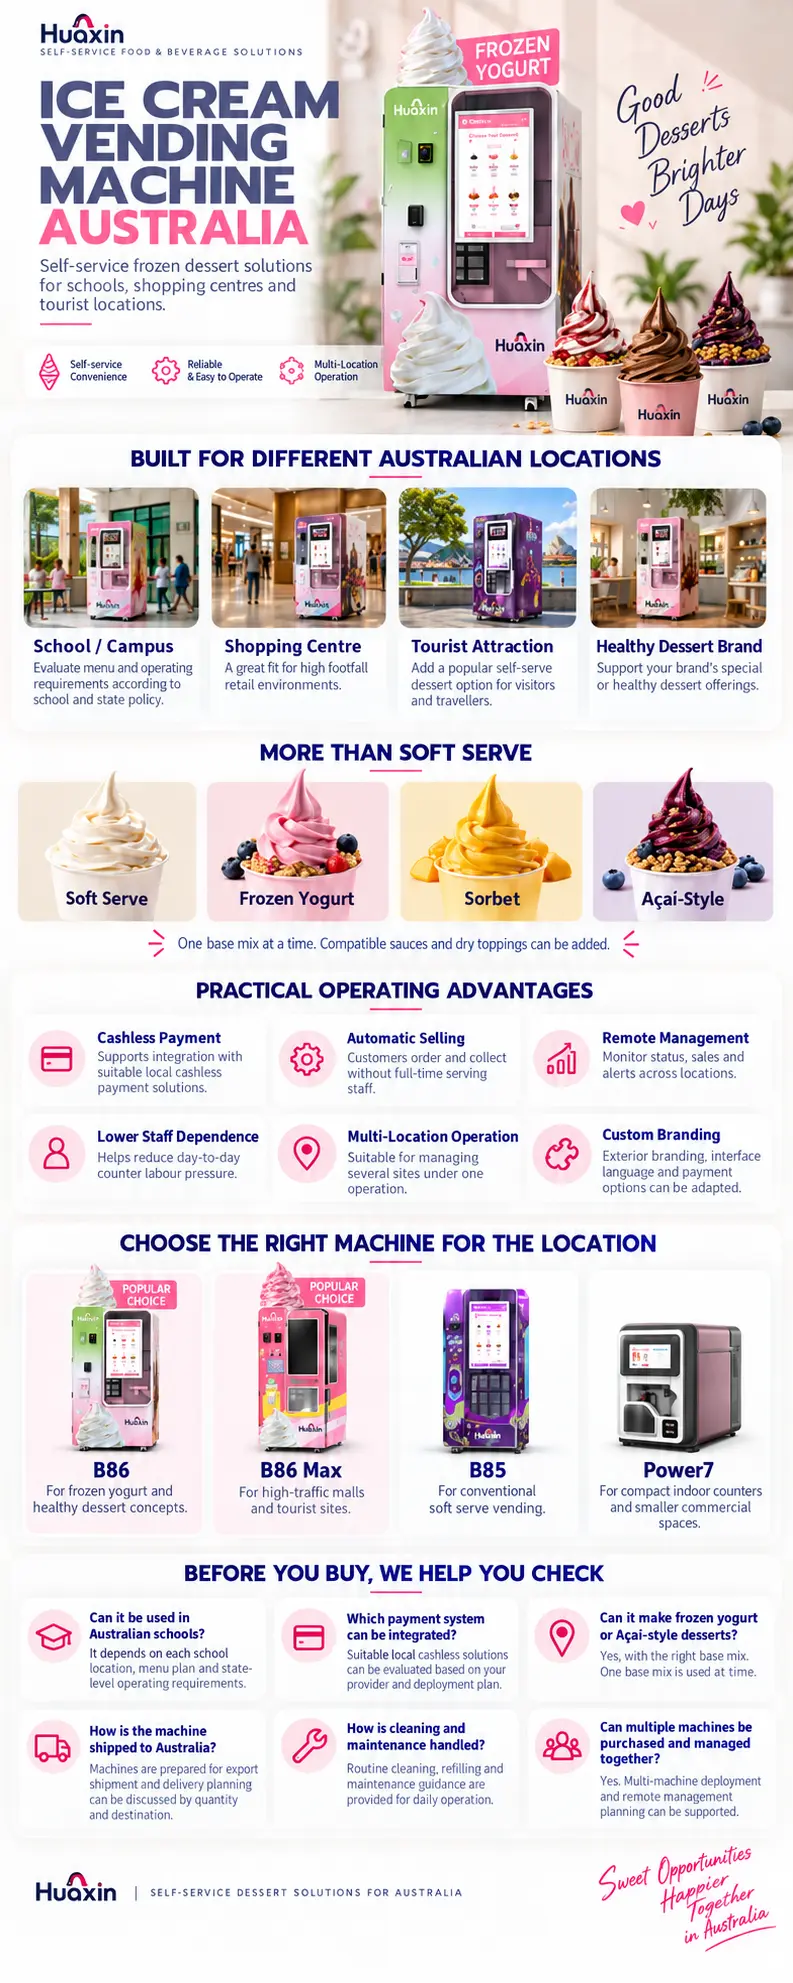 Huaxin
SELF-SERVICE FOOD & BEVERAGE SOLUTIONS
ICE CREAM
VENDING
MACHINE
AUSTRALIA
Self-service frozen dessert solutions
for schools, shopping centres and
tourist locations.
Self-service
Convenience
Reliable
& Easy to Operate
Multi-Location
Operation
FROZEN
YOGURT
Huaxin
Choose Your Dessert
Huaxin
Good
Desserts
Brighter
Days
Huaxin
Huaxin
Huaxin
BUILT FOR DIFFERENT AUSTRALIAN LOCATIONS
Huaxin
Huaxin
Huaxin
Huaxin
School / Campus
Evaluate menu and operating
requirements according to
school and state policy.
Shopping Centre
A great fit for high footfall
retail environments.
Tourist Attraction
Add a popular self-serve
dessert option for visitors
and travellers.
Healthy Dessert Brand
Support your brand's special
or healthy dessert offerings.
MORE THAN SOFT SERVE
Soft Serve
Frozen Yogurt
Sorbet
Açaí-Style
One base mix at a time. Compatible sauces and dry toppings can be added.
PRACTICAL OPERATING ADVANTAGES
Cashless Payment
Supports integration with
suitable local cashless
payment solutions.
Automatic Selling
Customers order and collect
without full-time serving
staff.
Remote Management
Monitor status, sales and
alerts across locations.
Lower Staff Dependence
Helps reduce day-to-day
counter labour pressure.
Multi-Location Operation
Suitable for managing
several sites under one
operation.
Custom Branding
Exterior branding, interface
language and payment
options can be adapted.
CHOOSE THE RIGHT MACHINE FOR THE LOCATION
POPULAR
CHOICE
Huaxin
Huaxin
POPULAR
CHOICE
Huaxin
Huaxin
Huaxin
B86
For frozen yogurt and
healthy dessert concepts.
B86 Max
For high-traffic malls
and tourist sites.
B85
For conventional
soft serve vending.
Power7
For compact indoor counters
and smaller commercial
spaces.
BEFORE YOU BUY, WE HELP YOU CHECK
Can it be used in
Australian schools?
It depends on each school
location, menu plan and state-
level operating requirements.
Which payment system
can be integrated?
Suitable local cashless solutions
can be evaluated based on your
provider and deployment plan.
Can it make frozen yogurt
or Açaí-style desserts?
Yes, with the right base mix.
One base mix is used at time.
How is the machine
shipped to Australia?
Machines are prepared for export
shipment and delivery planning
can be discussed by quantity
and destination.
How is cleaning and
maintenance handled?
Routine cleaning, refilling and
maintenance guidance are
provided for daily operation.
Can multiple machines be
purchased and managed
together?
Yes. Multi-machine deployment
and remote management
planning can be supported.
Huaxin
SELF-SERVICE DESSERT SOLUTIONS FOR AUSTRALIA
Sweet Opportunities
Happier
Together
in Australia